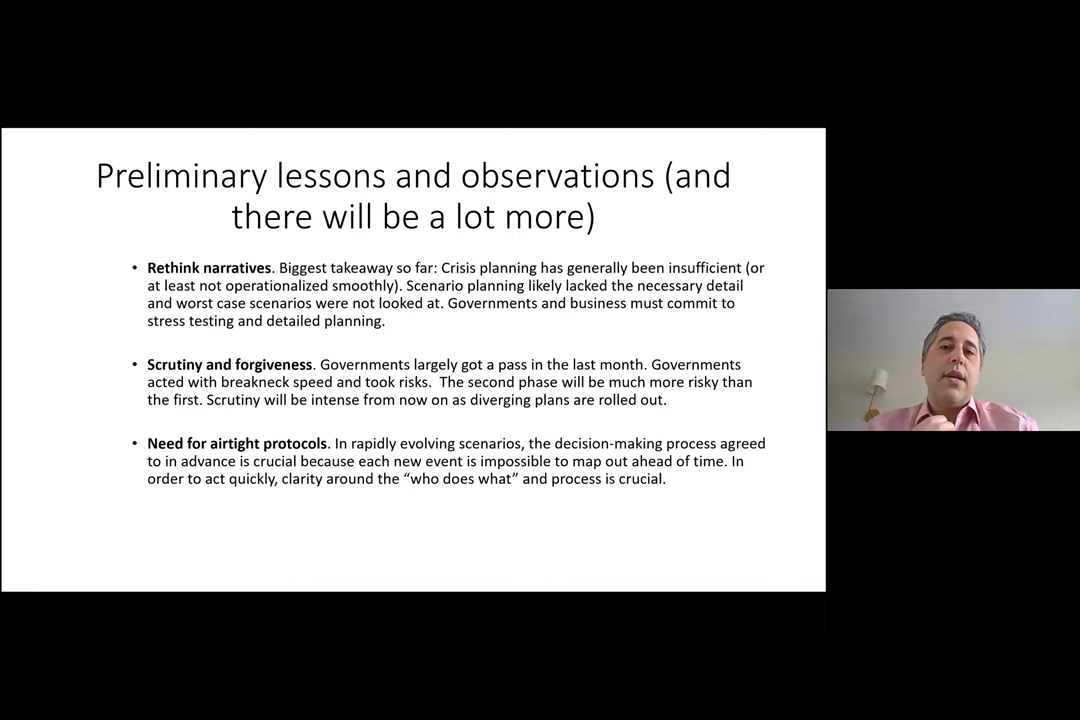 Preliminary lessons and observations (and
there will be a lot more)
• Rethink narratives. Biggest takeaway so far: Crisis planning has generally been insufficient (or
at least not operationalized smoothly). Scenario planning likely lacked the necessary detail
and worst case scenarios were not looked at. Governments and business must commit to
stress testing and detailed planning.
• Scrutiny and forgiveness. Governments largely got a pass in the last month. Governments
acted with breakneck speed and took risks.  The second phase will be much more risky than
the first. Scrutiny will be intense from now on as diverging plans are rolled out.
• Need for airtight protocols. In rapidly evolving scenarios, the decision-making process agreed
to in advance is crucial because each new event is impossible to map out ahead of time. In
order to act quickly, clarity around the “who does what” and process is crucial.